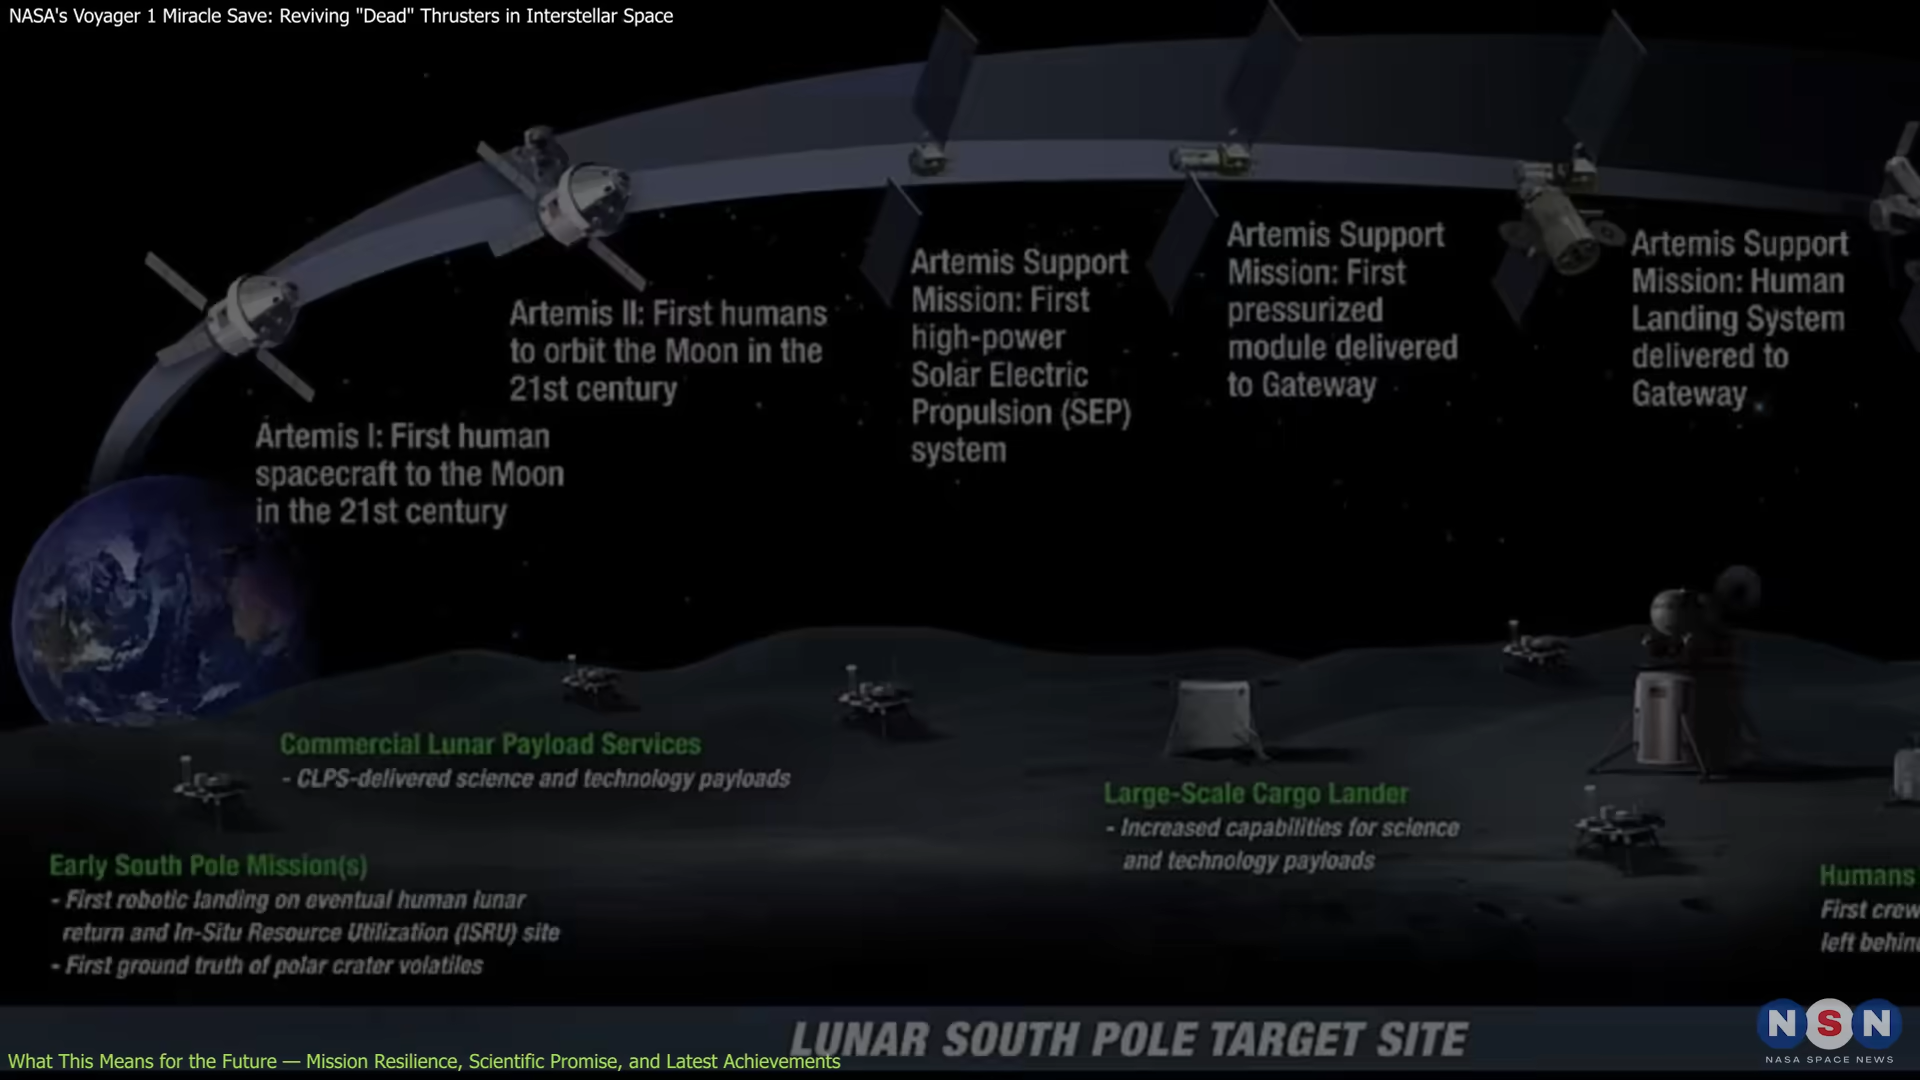 NASA's Voyager 1 Miracle Save: Reviving "Dead" Thrusters in Interstellar Space
Artemis I: First human
spacecraft to the Moon
in the 21st century
Artemis II: First humans
to orbit the Moon in the
21st century
Artemis Support
Mission: First
high-power
Solar Electric
Propulsion (SEP)
system
Artemis Support
Mission: First
pressurized
module delivered
to Gateway
Artemis Support
Mission: Human
Landing System
delivered to
Gateway
Commercial Lunar Payload Services
- CLPS-delivered science and technology payloads
Early South Pole Mission(s)
- First robotic landing on eventual human lunar
return and In-Situ Resource Utilization (ISRU) site
- First ground truth of polar crater volatiles
Large-Scale Cargo Lander
- Increased capabilities for science
and technology payloads
Humans
First crew
left behind
LUNAR SOUTH POLE TARGET SITE
NSN
NASA SPACE NEWS
What This Means for the Future — Mission Resilience, Scientific Promise, and Latest Achievements